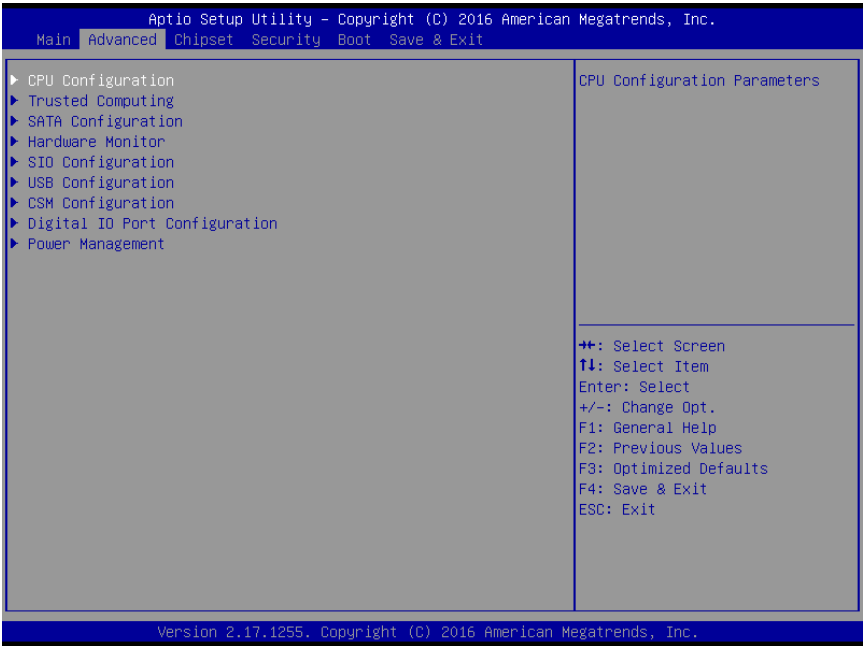 Aptio Setup Utility – Copyright (C) 2016 American Megatrends, Inc.
Main Advanced Chipset Security Boot Save & Exit
CPU Configuration
Trusted Computing
SATA Configuration
Hardware Monitor
SIO Configuration
USB Configuration
CSM Configuration
Digital IO Port Configuration
Power Management
CPU Configuration Parameters
→←: Select Screen
↑↓: Select Item
Enter: Select
+/-: Change Opt.
F1: General Help
F2: Previous Values
F3: Optimized Defaults
F4: Save & Exit
ESC: Exit
Version 2.17.1255. Copyright (C) 2016 American Megatrends, Inc.